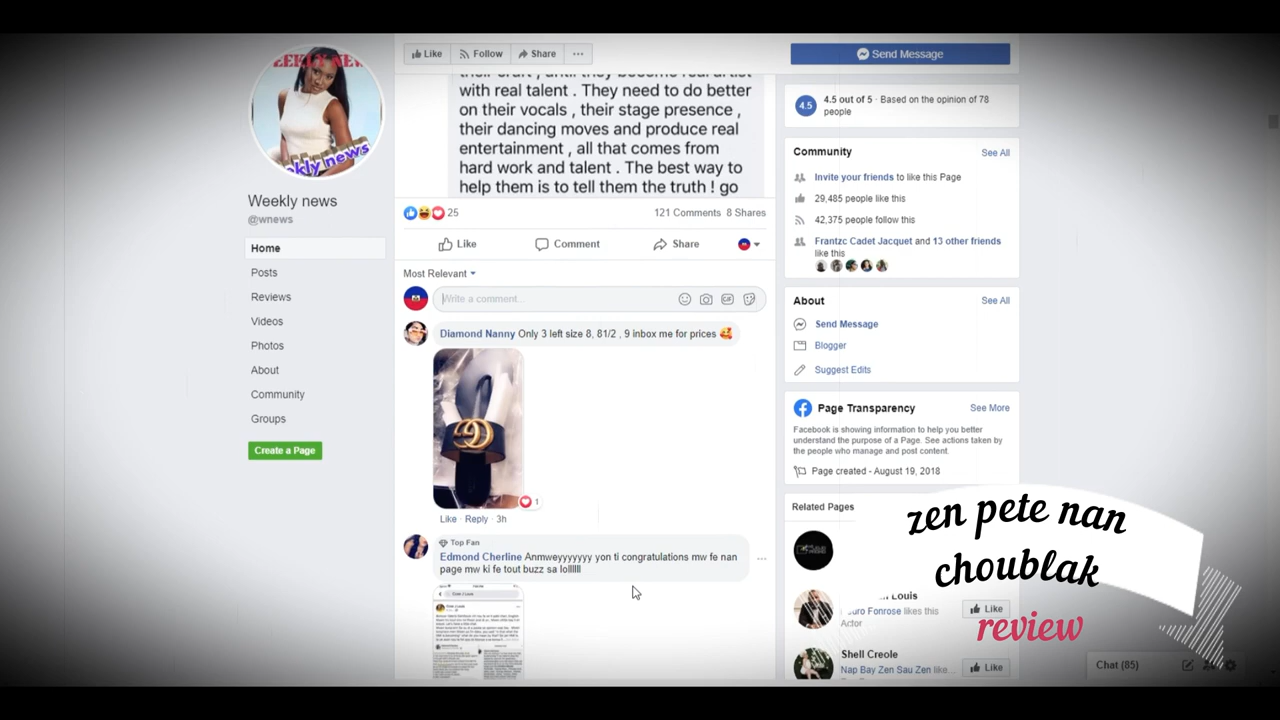 EEKLY NEW
ekly news
Weekly news
@wnews
Home
Posts
Reviews
Videos
Photos
About
Community
Groups
Create a Page
Like
Follow
Share
with real talent . They need to do better
on their vocals , their stage presence ,
their dancing moves and produce real
entertainment , all that comes from
hard work and talent . The best way to
help them is to tell them the truth ! go
25
121 Comments 8 Shares
Like
Comment
Share
Most Relevant
Write a comment...
Diamond Nanny Only 3 left size 8, 81/2 , 9 inbox me for prices 🥰
1
Like · Reply · 3h
Top Fan
Edmond Cherline Anmweyyyyyyy yon ti congratulations mw fe nan
page mw ki fe tout buzz sa lollllll
Send Message
4.5
4.5 out of 5 · Based on the opinion of 78
people
Community
See All
Invite your friends to like this Page
29,485 people like this
42,375 people follow this
Frantzc Cadet Jacquet and 13 other friends
like this
About
See All
Send Message
Blogger
Suggest Edits
Page Transparency
See More
Facebook is showing information to help you better
understand the purpose of a Page. See actions taken by
the people who manage and post content.
Page created - August 19, 2018
Related Pages
Louis
Fonrose likes this
Actor
Like
Shell Creole
Nap Bay Zen Sau Zen like...
Like
zen pete nan
choublak
review
Chat (85)